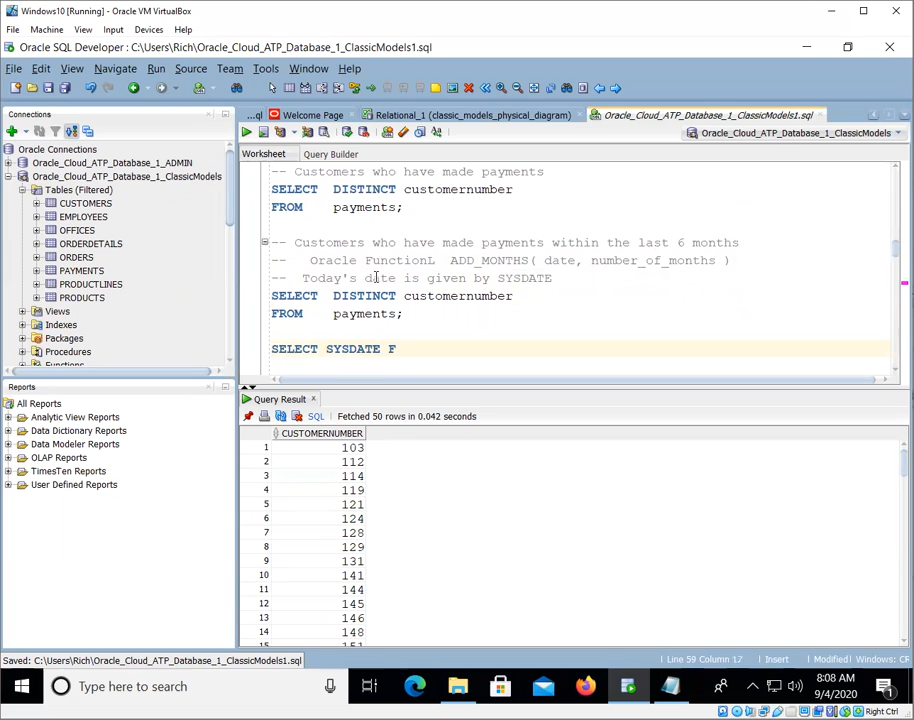 Windows10 [Running] - Oracle VM VirtualBox
File Machine View Input Devices Help
Oracle SQL Developer : C:\Users\Rich\Oracle_Cloud_ATP_Database_1_ClassicModels1.sql
File Edit View Navigate Run Source Team Tools Window Help
Connections
...ql Welcome Page Relational_1 (classic_models_physical_diagram) Oracle_Cloud_ATP_Database_1_ClassicModels1.sql
Oracle_Cloud_ATP_Database_1_ClassicModels
Oracle Connections
Oracle_Cloud_ATP_Database_1_ADMIN
Oracle_Cloud_ATP_Database_1_ClassicModels
Tables (Filtered)
CUSTOMERS
EMPLOYEES
OFFICES
ORDERDETAILS
ORDERS
PAYMENTS
PRODUCTLINES
PRODUCTS
Views
Indexes
Packages
Procedures
Functions
Worksheet Query Builder
-- Customers who have made payments
SELECT DISTINCT customernumber
FROM payments;
-- Customers who have made payments within the last 6 months
-- Oracle FunctionL ADD_MONTHS( date, number_of_months )
-- Today's date is given by SYSDATE
SELECT DISTINCT customernumber
FROM payments;
SELECT SYSDATE F
Reports
All Reports
Analytic View Reports
Data Dictionary Reports
Data Modeler Reports
OLAP Reports
TimesTen Reports
User Defined Reports
Query Result
SQL Fetched 50 rows in 0.042 seconds
CUSTOMERNUMBER
1 103
2 112
3 114
4 119
5 121
6 124
7 128
8 129
9 131
10 141
11 144
12 145
13 146
14 148
15 151
Saved: C:\Users\Rich\Oracle_Cloud_ATP_Database_1_ClassicModels1.sql
Line 59 Column 17 Insert Modified Windows: CF
Type here to search
8:08 AM
9/4/2020
1
Right Ctrl